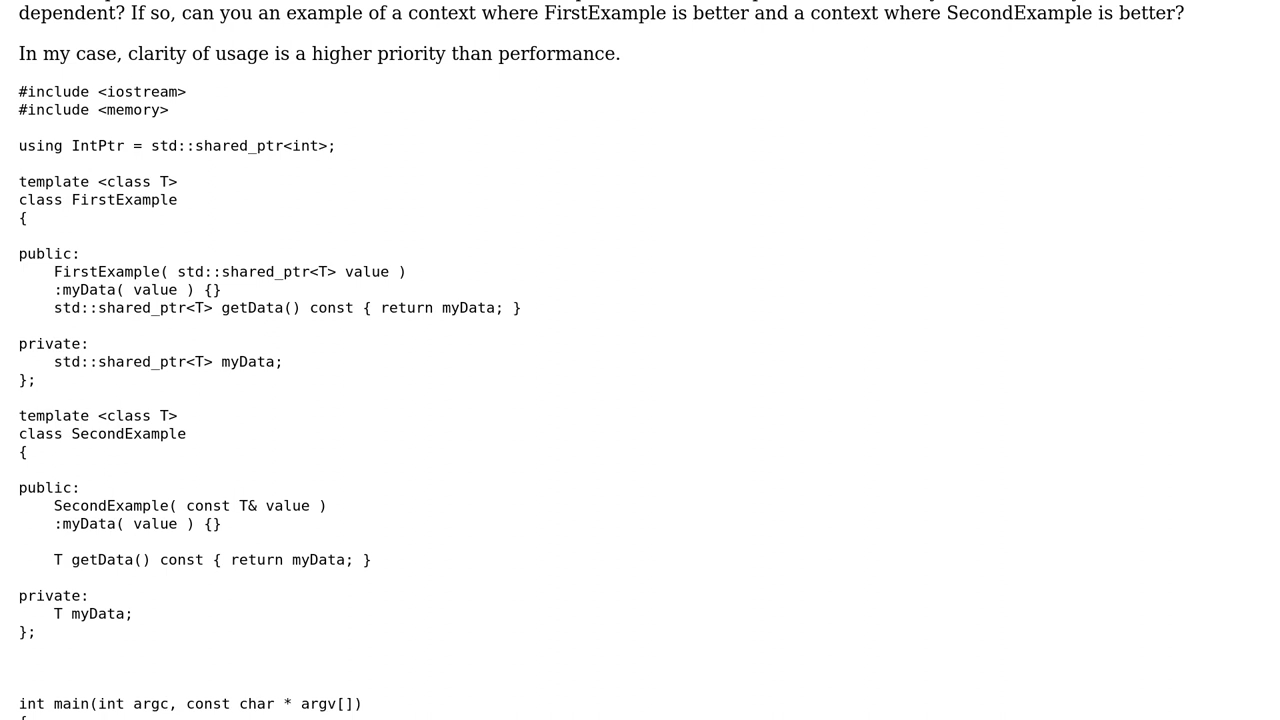 dependent? If so, can you an example of a context where FirstExample is better and a context where SecondExample is better?
In my case, clarity of usage is a higher priority than performance.
#include <iostream>
#include <memory>
using IntPtr = std::shared_ptr<int>;
template <class T>
class FirstExample
{
public:
    FirstExample( std::shared_ptr<T> value )
    :myData( value ) {}
    std::shared_ptr<T> getData() const { return myData; }
private:
    std::shared_ptr<T> myData;
};
template <class T>
class SecondExample
{
public:
    SecondExample( const T& value )
    :myData( value ) {}
    T getData() const { return myData; }
private:
    T myData;
};
int main(int argc, const char * argv[])